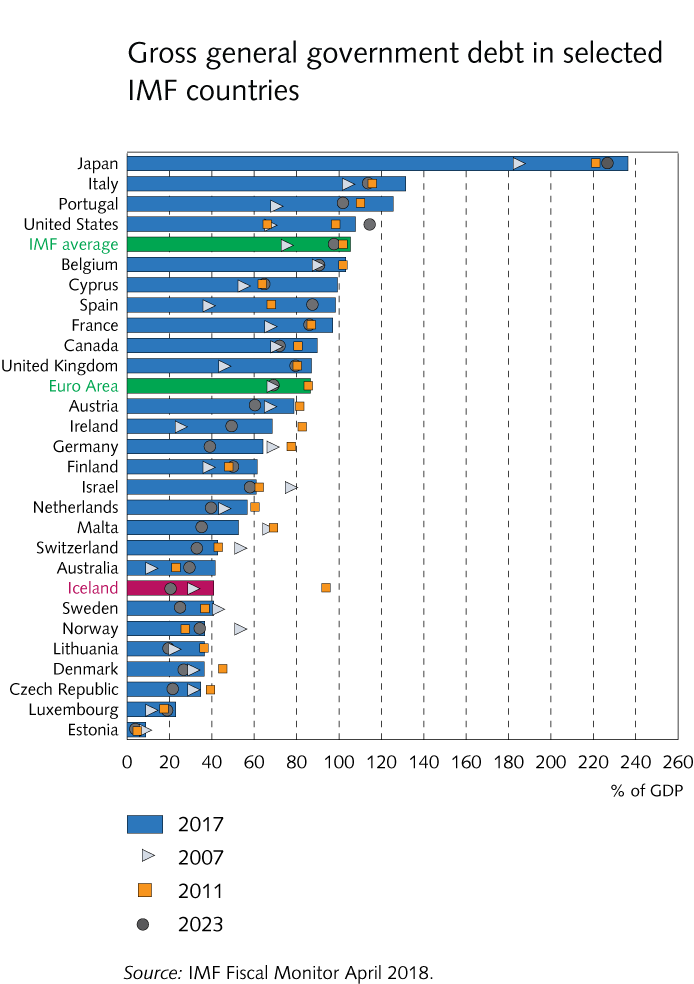 Gross general government debt in selected
IMF countries
Japan
Italy
Portugal
United States
IMF average
Belgium
Cyprus
Spain
France
Canada
United Kingdom
Euro Area
Austria
Ireland
Germany
Finland
Israel
Netherlands
Malta
Switzerland
Australia
Iceland
Sweden
Norway
Lithuania
Denmark
Czech Republic
Luxembourg
Estonia
0 20 40 60 80 100 120 140 160 180 200 220 240 260
% of GDP
2017
2007
2011
2023
Source: IMF Fiscal Monitor April 2018.